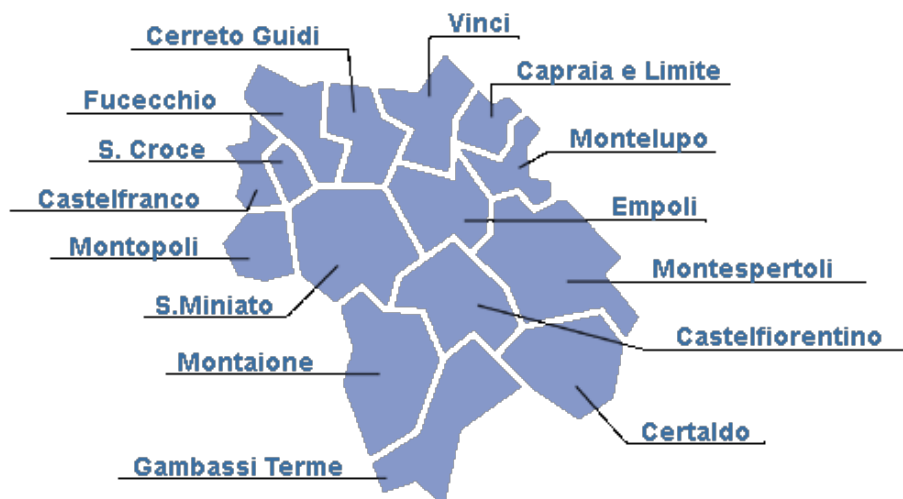 Vinci
Cerreto Guidi
Capraia e Limite
Fucecchio
Montelupo
S. Croce
Castelfranco
Empoli
Montopoli
Montespertoli
S.Miniato
Castelfiorentino
Montaione
Certaldo
Gambassi Terme